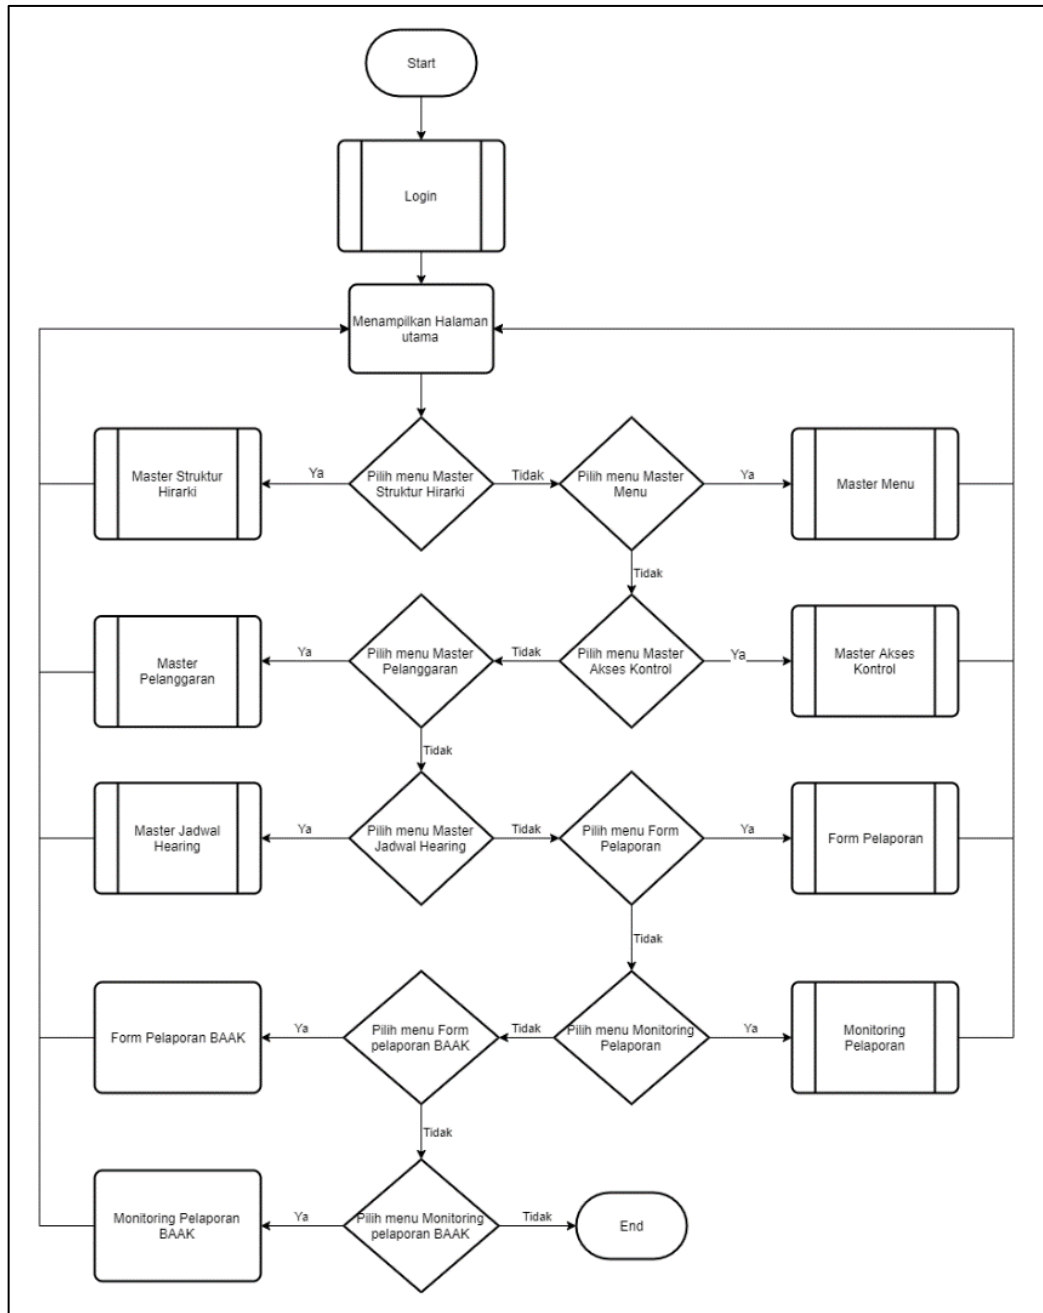 Start
Login
Menampilkan Halaman
utama
Master Struktur
Hirarki
Ya
Pilih menu Master
Struktur Hirarki
Tidak
Pilih menu Master
Menu
Ya
Master Menu
Tidak
Master
Pelanggaran
Ya
Pilih menu Master
Pelanggaran
Tidak
Pilih menu Master
Akses Kontrol
Ya
Master Akses
Kontrol
Tidak
Master Jadwal
Hearing
Ya
Pilih menu Master
Jadwal Hearing
Tidak
Pilih menu Form
Pelaporan
Ya
Form Pelaporan
Tidak
Form Pelaporan BAAK
Ya
Pilih menu Form
pelaporan BAAK
Tidak
Pilih menu Monitoring
Pelaporan
Ya
Monitoring
Pelaporan
Tidak
Monitoring Pelaporan
BAAK
Ya
Pilih menu Monitoring
pelaporan BAAK
Tidak
End